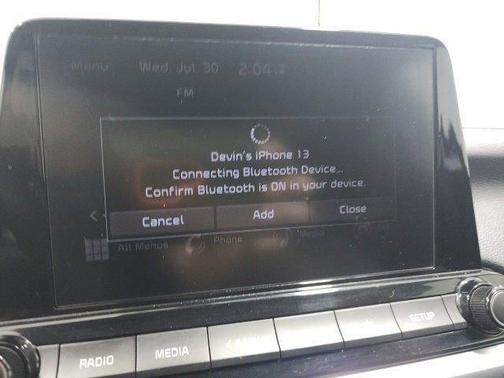 Menu Wed, Jul. 30 2:04
FM
Devin's iPhone 13
Connecting Bluetooth Device...
Confirm Bluetooth is ON in your device.
Cancel Add Close
All Menus Phone Media
RADIO MEDIA SETUP